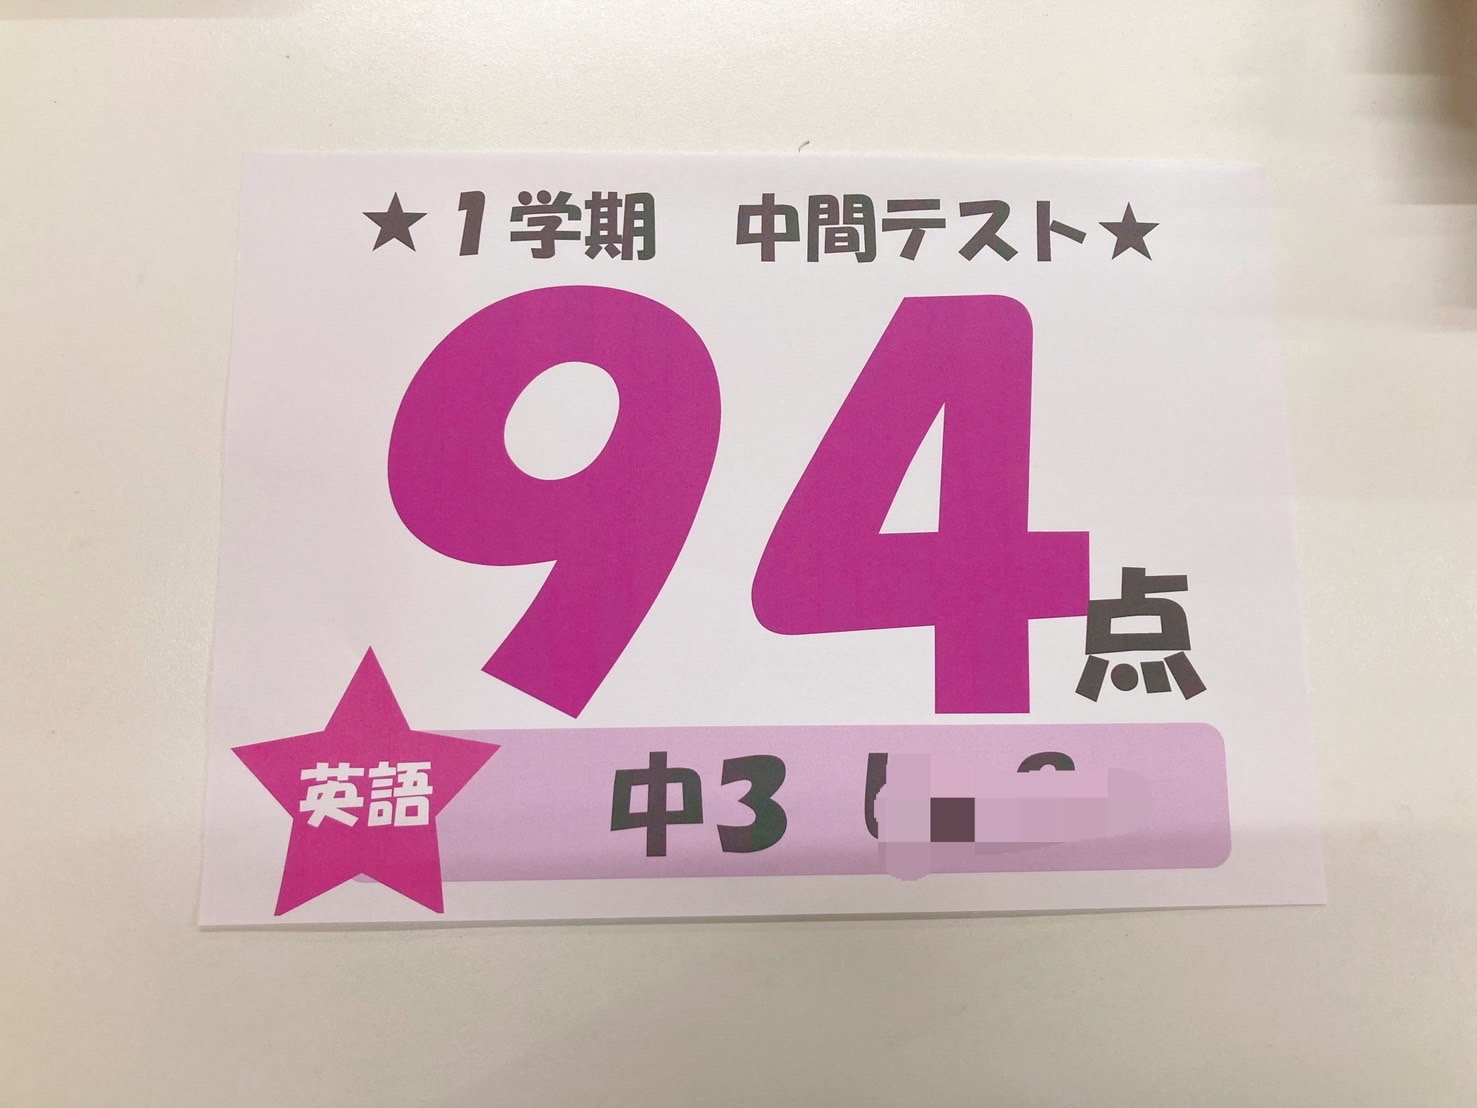 ★1学期　中間テスト★
94点
英語
中3